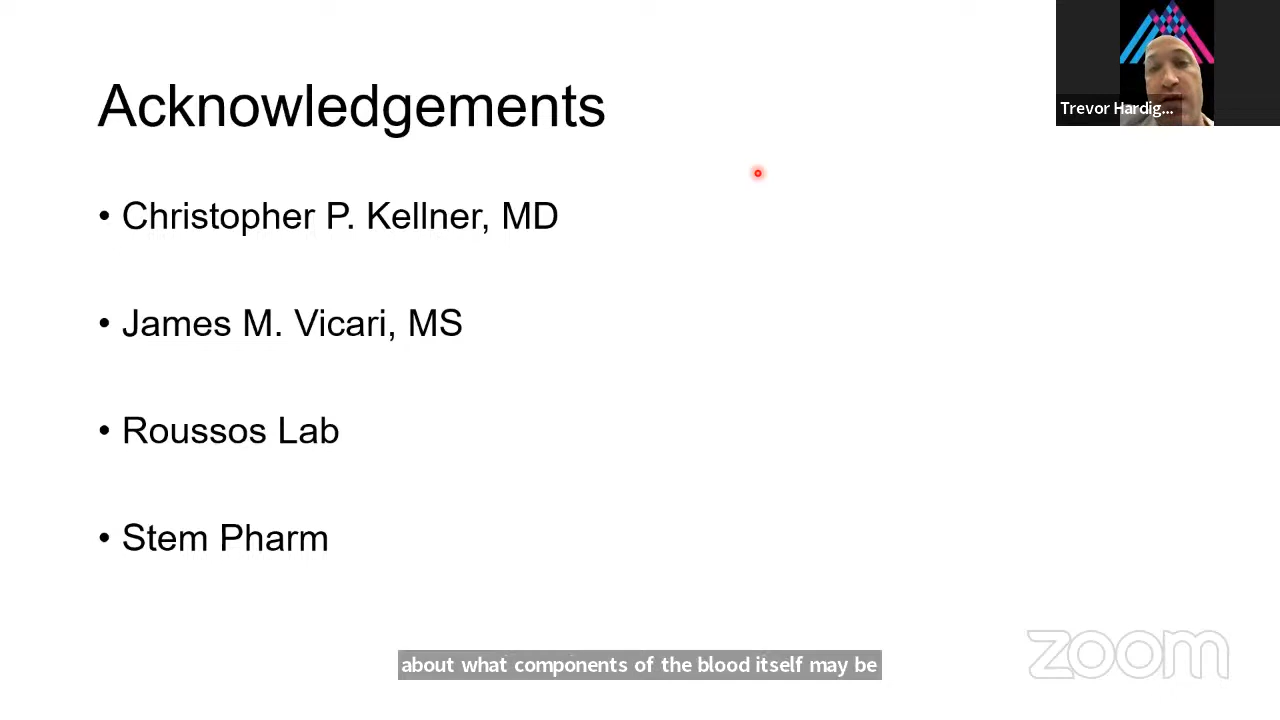 Acknowledgements
Trevor Hardig...
• Christopher P. Kellner, MD
• James M. Vicari, MS
• Roussos Lab
• Stem Pharm
about what components of the blood itself may be
zoom